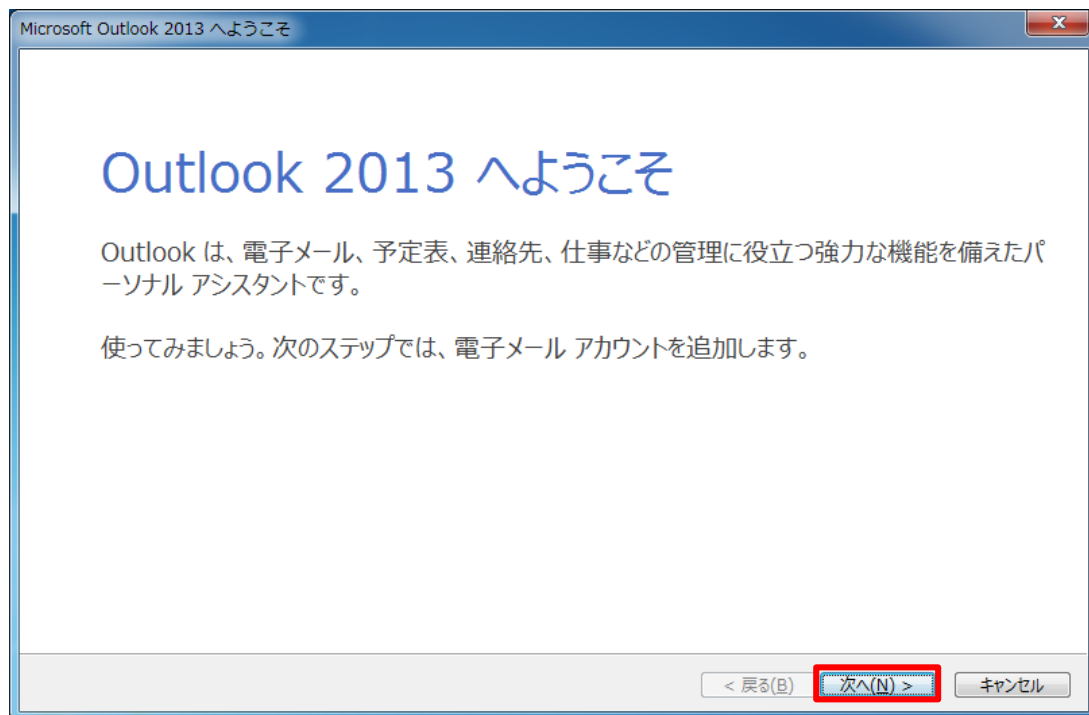 Microsoft Outlook 2013 へようこそ
Outlook 2013 へようこそ
Outlook は、電子メール、予定表、連絡先、仕事などの管理に役立つ強力な機能を備えたパ
ーソナル アシスタントです。
使ってみましょう。次のステップでは、電子メール アカウントを追加します。
< 戻る(B) 次へ(N) > キャンセル